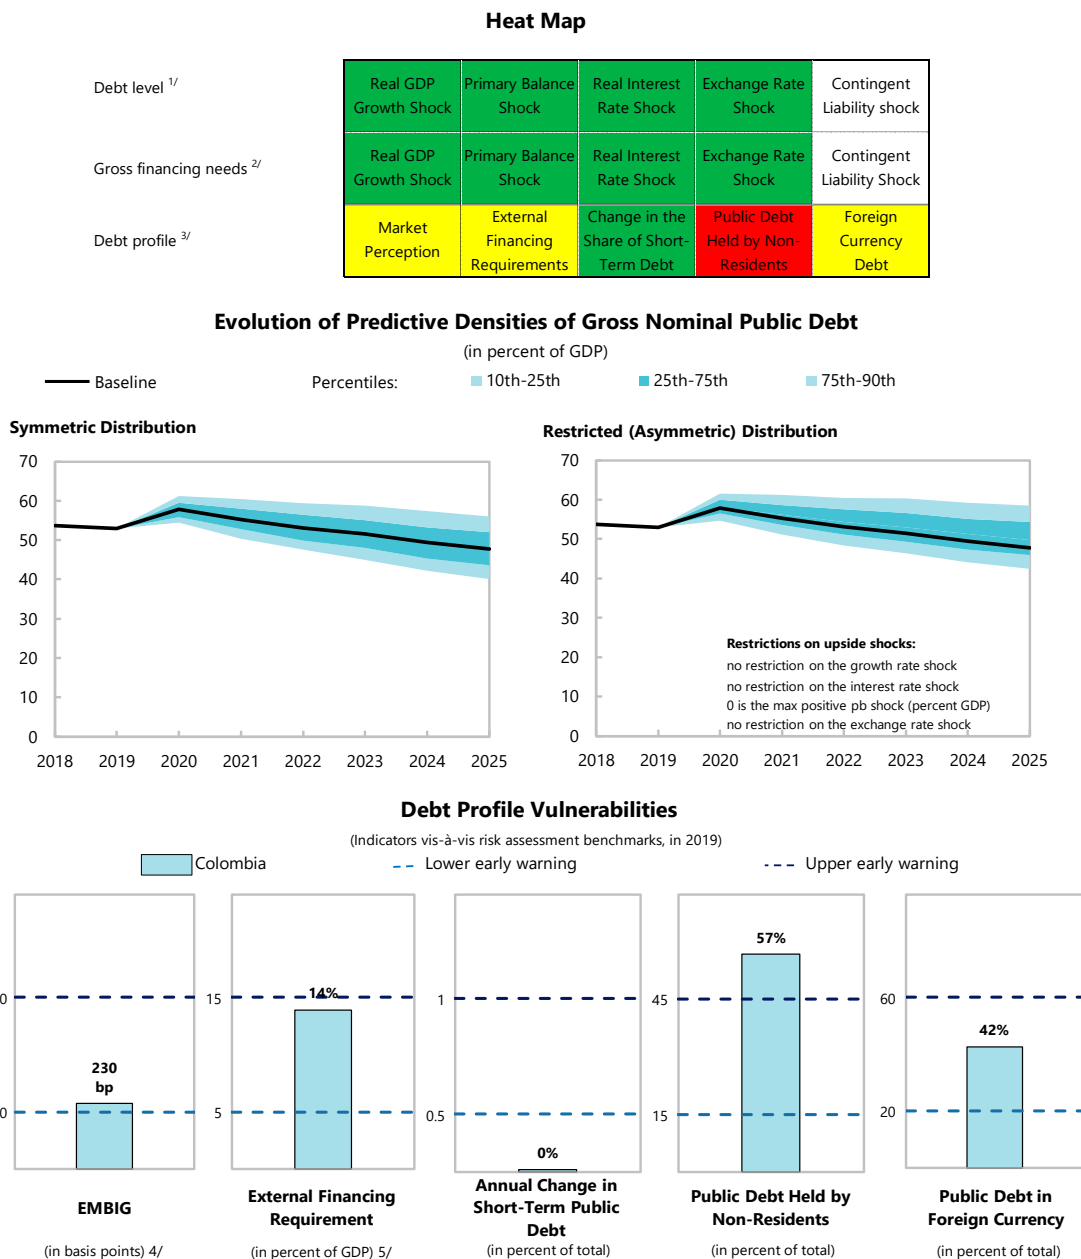 Heat Map
Debt level 1/
Real GDP Growth Shock
Primary Balance Shock
Real Interest Rate Shock
Exchange Rate Shock
Contingent Liability shock
Gross financing needs 2/
Real GDP Growth Shock
Primary Balance Shock
Real Interest Rate Shock
Exchange Rate Shock
Contingent Liability Shock
Debt profile 3/
Market Perception
External Financing Requirements
Change in the Share of Short-Term Debt
Public Debt Held by Non-Residents
Foreign Currency Debt
Evolution of Predictive Densities of Gross Nominal Public Debt
(in percent of GDP)
Baseline
Percentiles:
10th-25th
25th-75th
75th-90th
Symmetric Distribution
70
60
50
40
30
20
10
0
2018 2019 2020 2021 2022 2023 2024 2025
Restricted (Asymmetric) Distribution
70
60
50
40
30
20
10
0
Restrictions on upside shocks:
no restriction on the growth rate shock
no restriction on the interest rate shock
0 is the max positive pb shock (percent GDP)
no restriction on the exchange rate shock
2018 2019 2020 2021 2022 2023 2024 2025
Debt Profile Vulnerabilities
(Indicators vis-à-vis risk assessment benchmarks, in 2019)
Colombia
Lower early warning
Upper early warning
230 bp
EMBIG
(in basis points) 4/
15
14%
5
External Financing Requirement
(in percent of GDP) 5/
1
0.5
0%
Annual Change in Short-Term Public Debt
(in percent of total)
57%
45
15
Public Debt Held by Non-Residents
(in percent of total)
60
42%
20
Public Debt in Foreign Currency
(in percent of total)